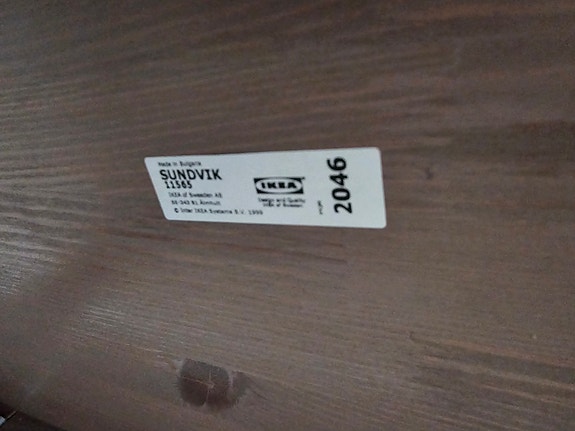 Made in Bulgaria
SUNDVIK
11565
IKEA of Sweden AB
SE-343 81 Älmhult
© Inter IKEA Systems B.V. 1999
IKEA
Design and Quality
IKEA of Sweden
2046